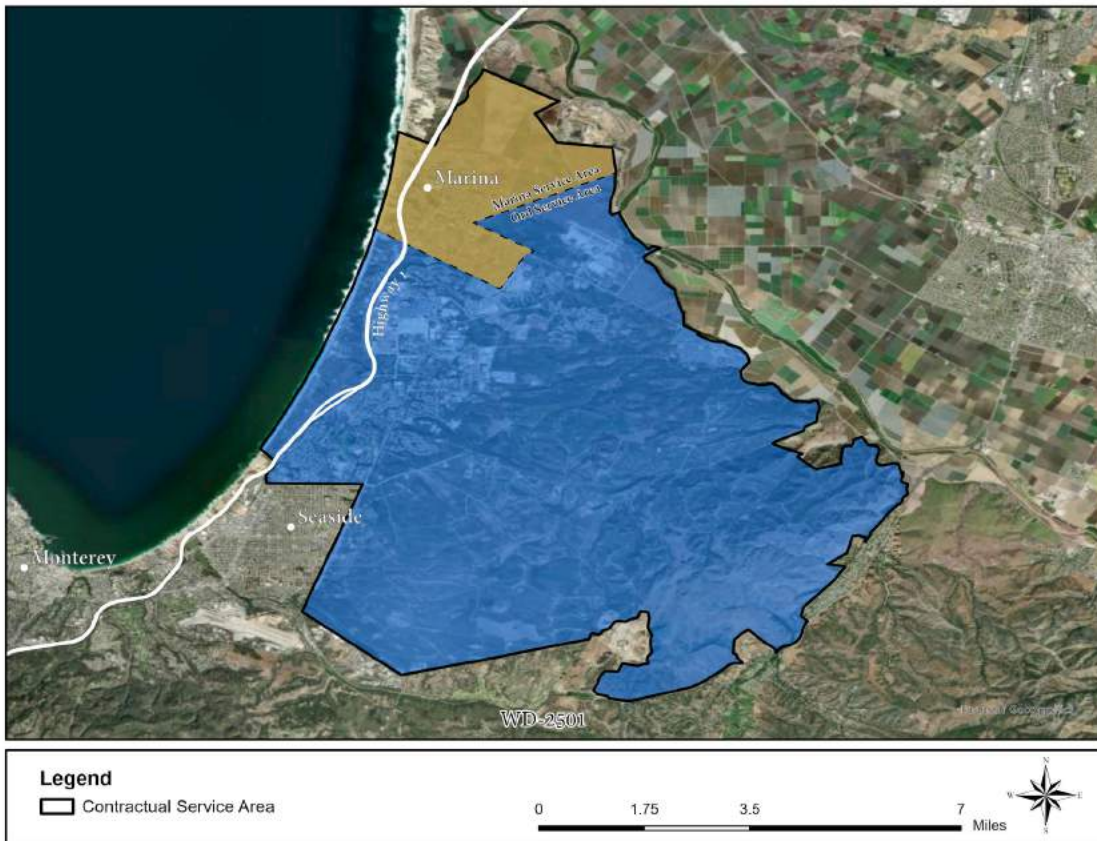 Marina
Marina Service Area
Ord Service Area
Highway 1
Seaside
Monterey
WD-2501
Legend
Contractual Service Area
0 1.75 3.5 7
Miles
N
W E
S